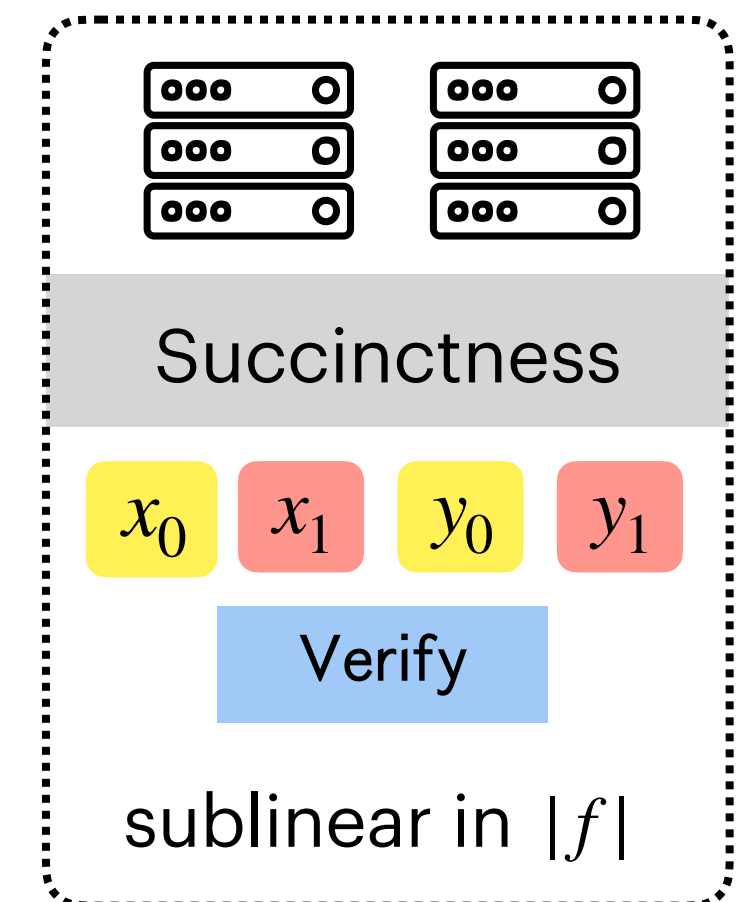 Succinctness
x₀ x₁ y₀ y₁
Verify
sublinear in |f|